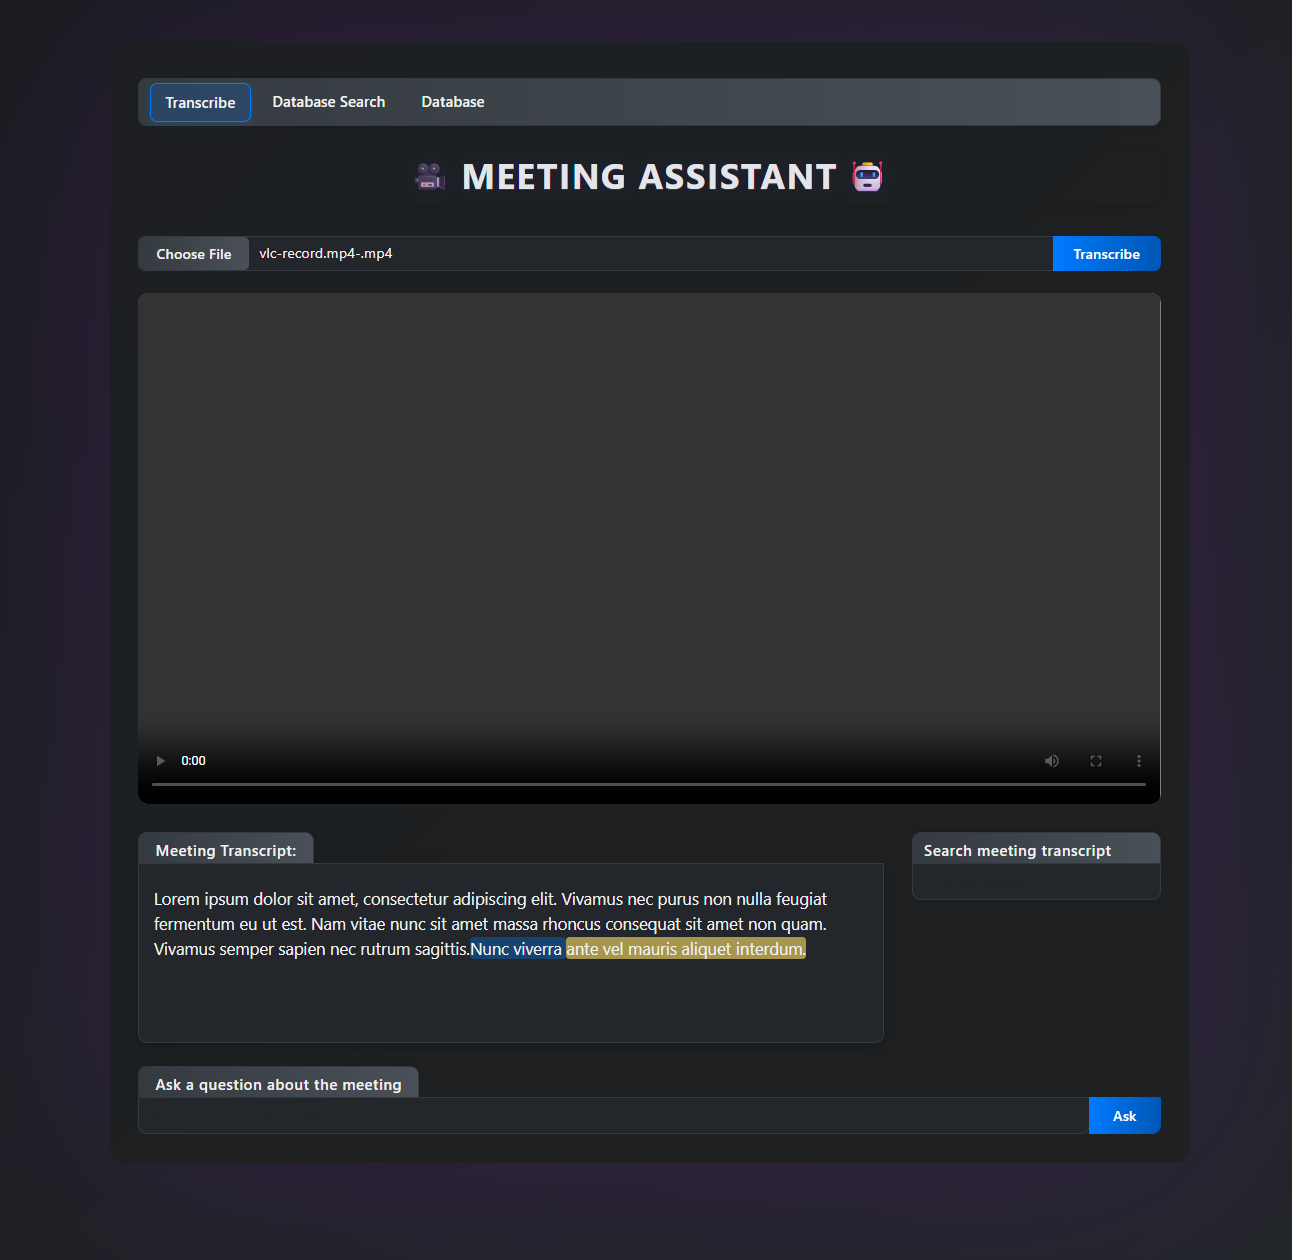 Transcribe Database Search Database
MEETING ASSISTANT
Choose File vlc-record.mp4-.mp4 Transcribe
0:00
Meeting Transcript:
Lorem ipsum dolor sit amet, consectetur adipiscing elit. Vivamus nec purus non nulla feugiat
fermentum eu ut est. Nam vitae nunc sit amet massa rhoncus consequat sit amet non quam.
Vivamus semper sapien nec rutrum sagittis.Nunc viverra ante vel mauris aliquet interdum.
Search meeting transcript
Ask a question about the meeting
Ask